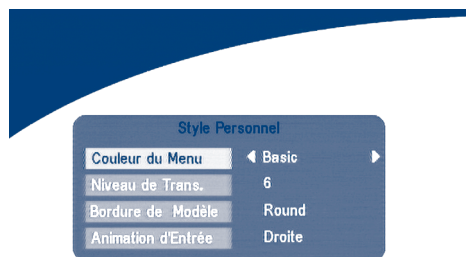 Style Personnel
Couleur du Menu Basic
Niveau de Trans. 6
Bordure de Modèle Round
Animation d'Entrée Droite